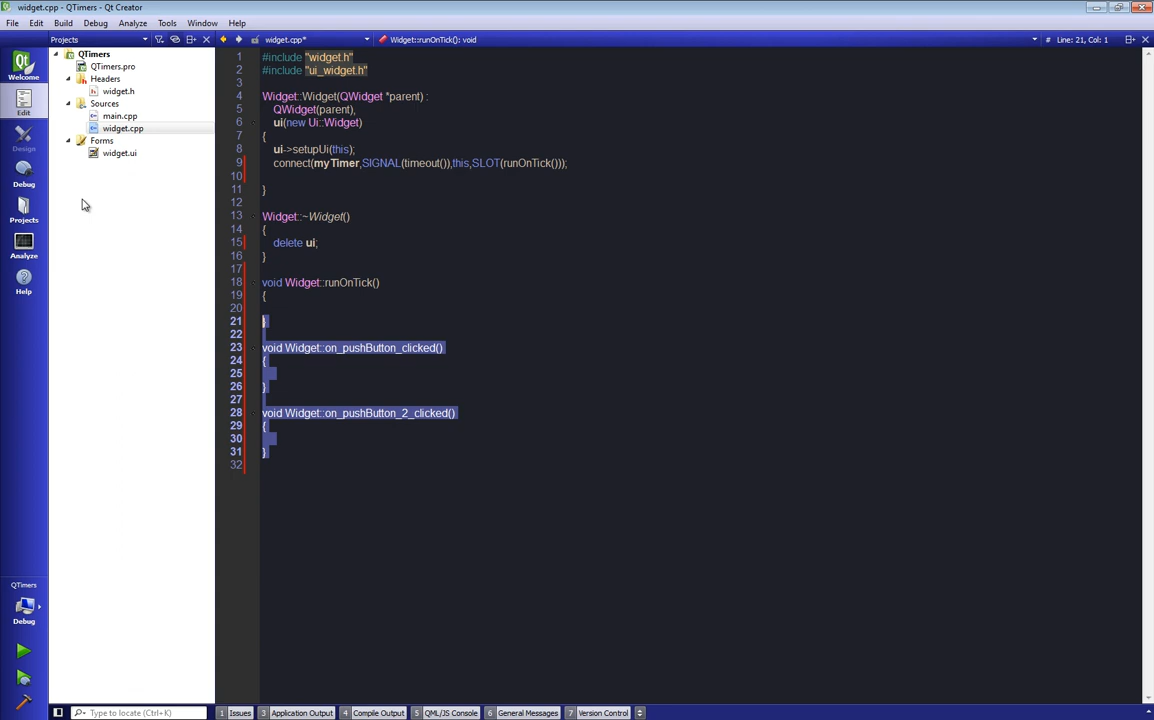 widget.cpp - QTimers - Qt Creator
File Edit Build Debug Analyze Tools Window Help
Projects widget.cpp* Widget::runOnTick(): void # Line: 21, Col: 1
Welcome
Edit
Design
Debug
Projects
Analyze
Help
QTimers
Debug
QTimers
QTimers.pro
Headers
widget.h
Sources
main.cpp
widget.cpp
Forms
widget.ui
1 #include "widget.h"
2 #include "ui_widget.h"
3
4 Widget::Widget(QWidget *parent) :
5 QWidget(parent),
6 ui(new Ui::Widget)
7 {
8 ui->setupUi(this);
9 connect(myTimer,SIGNAL(timeout()),this,SLOT(runOnTick()));
10
11 }
12
13 Widget::~Widget()
14 {
15 delete ui;
16 }
17
18 void Widget::runOnTick()
19 {
20
21 }
22
23 void Widget::on_pushButton_clicked()
24 {
25
26 }
27
28 void Widget::on_pushButton_2_clicked()
29 {
30
31 }
32
Type to locate (Ctrl+K) 1 Issues 3 Application Output 4 Compile Output 5 QML/JS Console 6 General Messages 7 Version Control